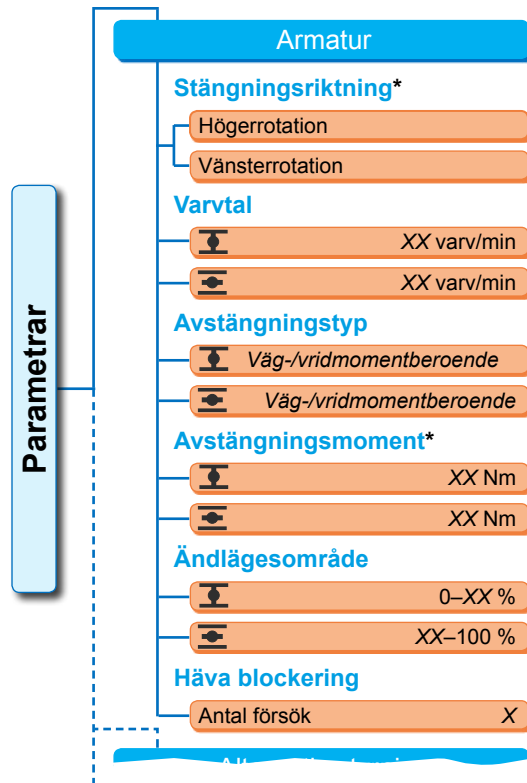 Armatur
Stängningsriktning*
Högerrotation
Vänsterrotation
Varvtal
XX varv/min
XX varv/min
Avstängningstyp
Väg-/vridmomentberoende
Väg-/vridmomentberoende
Avstängningsmoment*
XX Nm
XX Nm
Ändlägesområde
0–XX %
XX–100 %
Häva blockering
Antal försök X
Parametrar